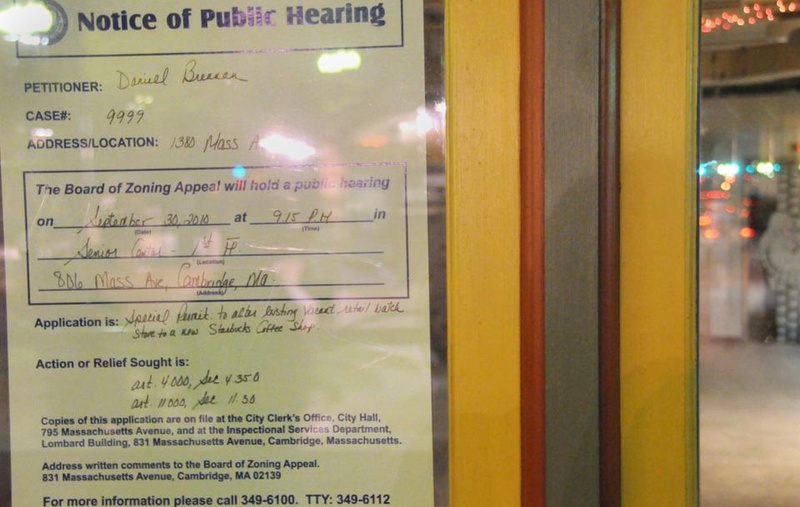 Notice of Public Hearing
PETITIONER: Daniel Brennan
CASE#: 9999
ADDRESS/LOCATION: 1380 Mass A
The Board of Zoning Appeal will hold a public hearing
on September 30, 2010 at 9:15 PM in
(Date) (Time)
Senior Center - 1st Fl.
(Location)
806 Mass Ave, Cambridge, Ma.
(Address)
Application is: Special Permit to alter existing vacant retail watch
store to a new Starbucks Coffee Shop.
Action or Relief Sought is:
art. 4.000, Sec 4.35.0
art. 11.000, Sec 11.30
Copies of this application are on file at the City Clerk's Office, City Hall,
795 Massachusetts Avenue, and at the Inspectional Services Department,
Lombard Building, 831 Massachusetts Avenue, Cambridge, Massachusetts.
Address written comments to the Board of Zoning Appeal.
831 Massachusetts Avenue, Cambridge, MA 02139
For more information please call 349-6100. TTY: 349-6112